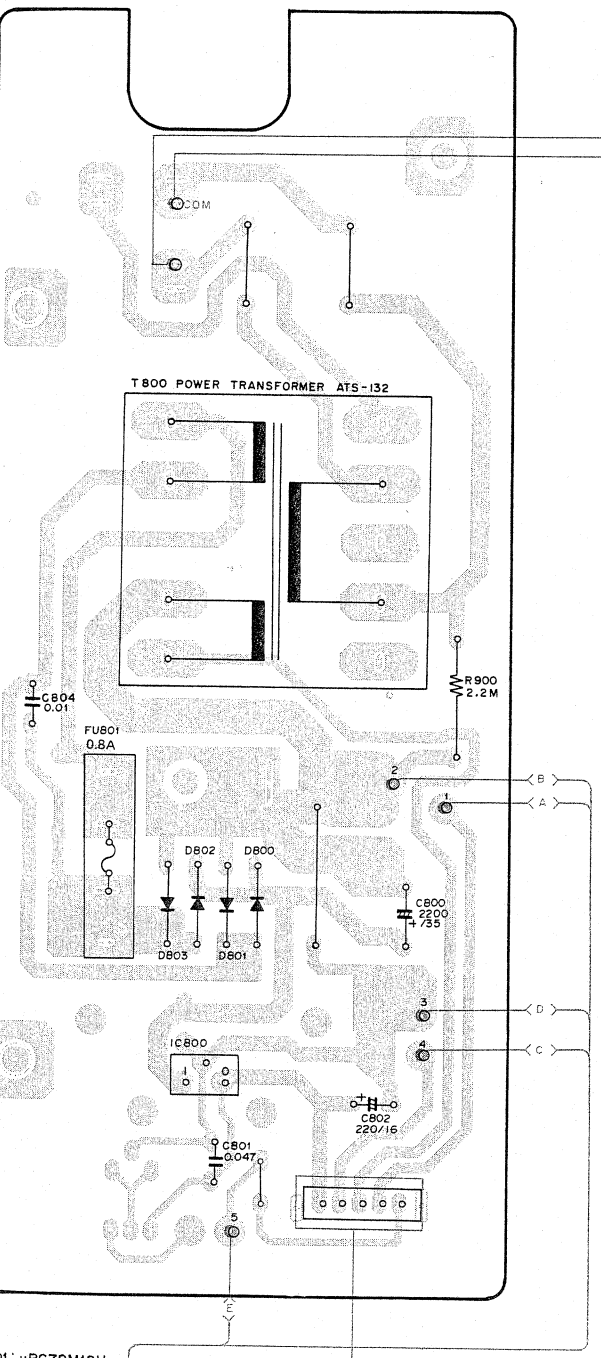 COM
T800 POWER TRANSFORMER ATS-132
C804
0.01
R900
2.2M
FU801
0.8A
2
B
1
A
D802 D800
C800
2200
+/35
D803 D801
3
D
IC800
4
C
I O
+
C802
220/16
C801
0.047
5
E